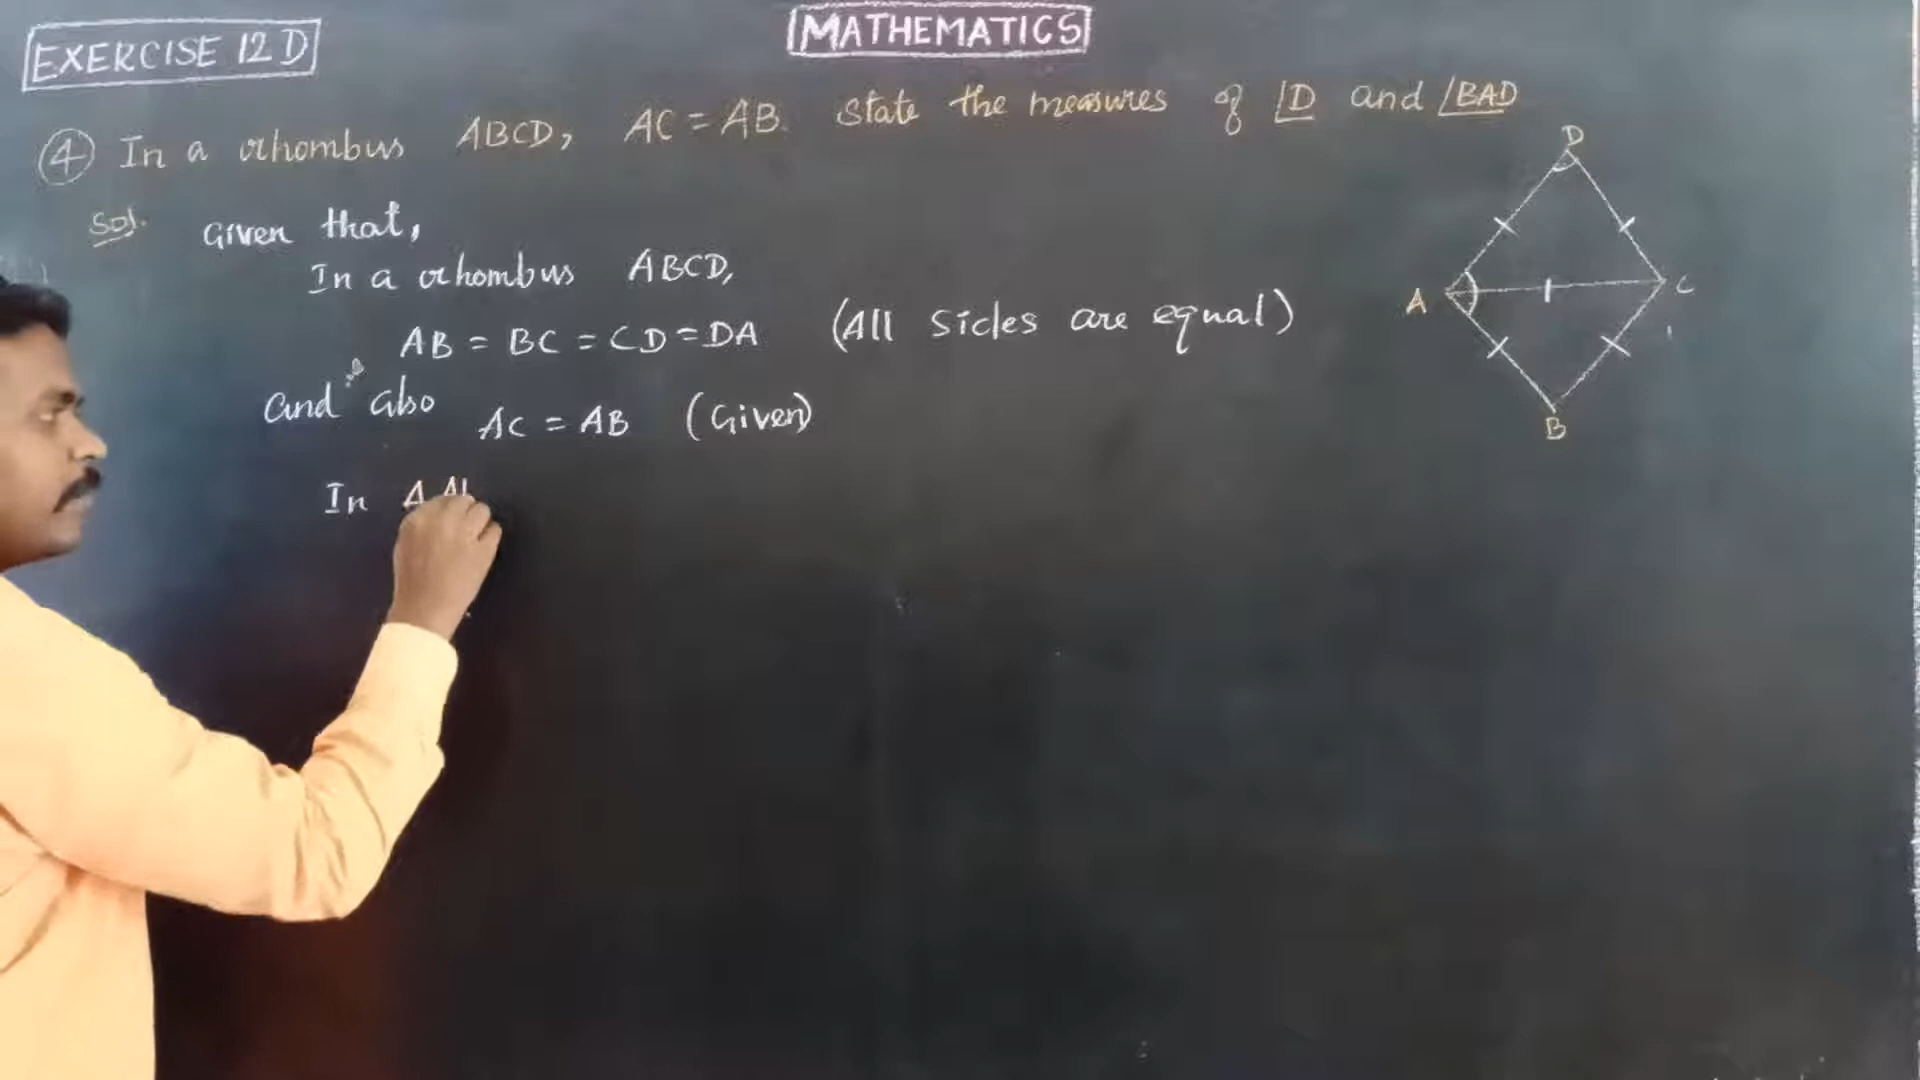 EXERCISE 12 D
MATHEMATICS
④ In a rhombus ABCD, AC = AB. State the measures of ∠D and ∠BAD
Sol. Given that,
In a rhombus ABCD,
AB = BC = CD = DA (All sides are equal)
and also AC = AB (Given)
In
D
A
C
B